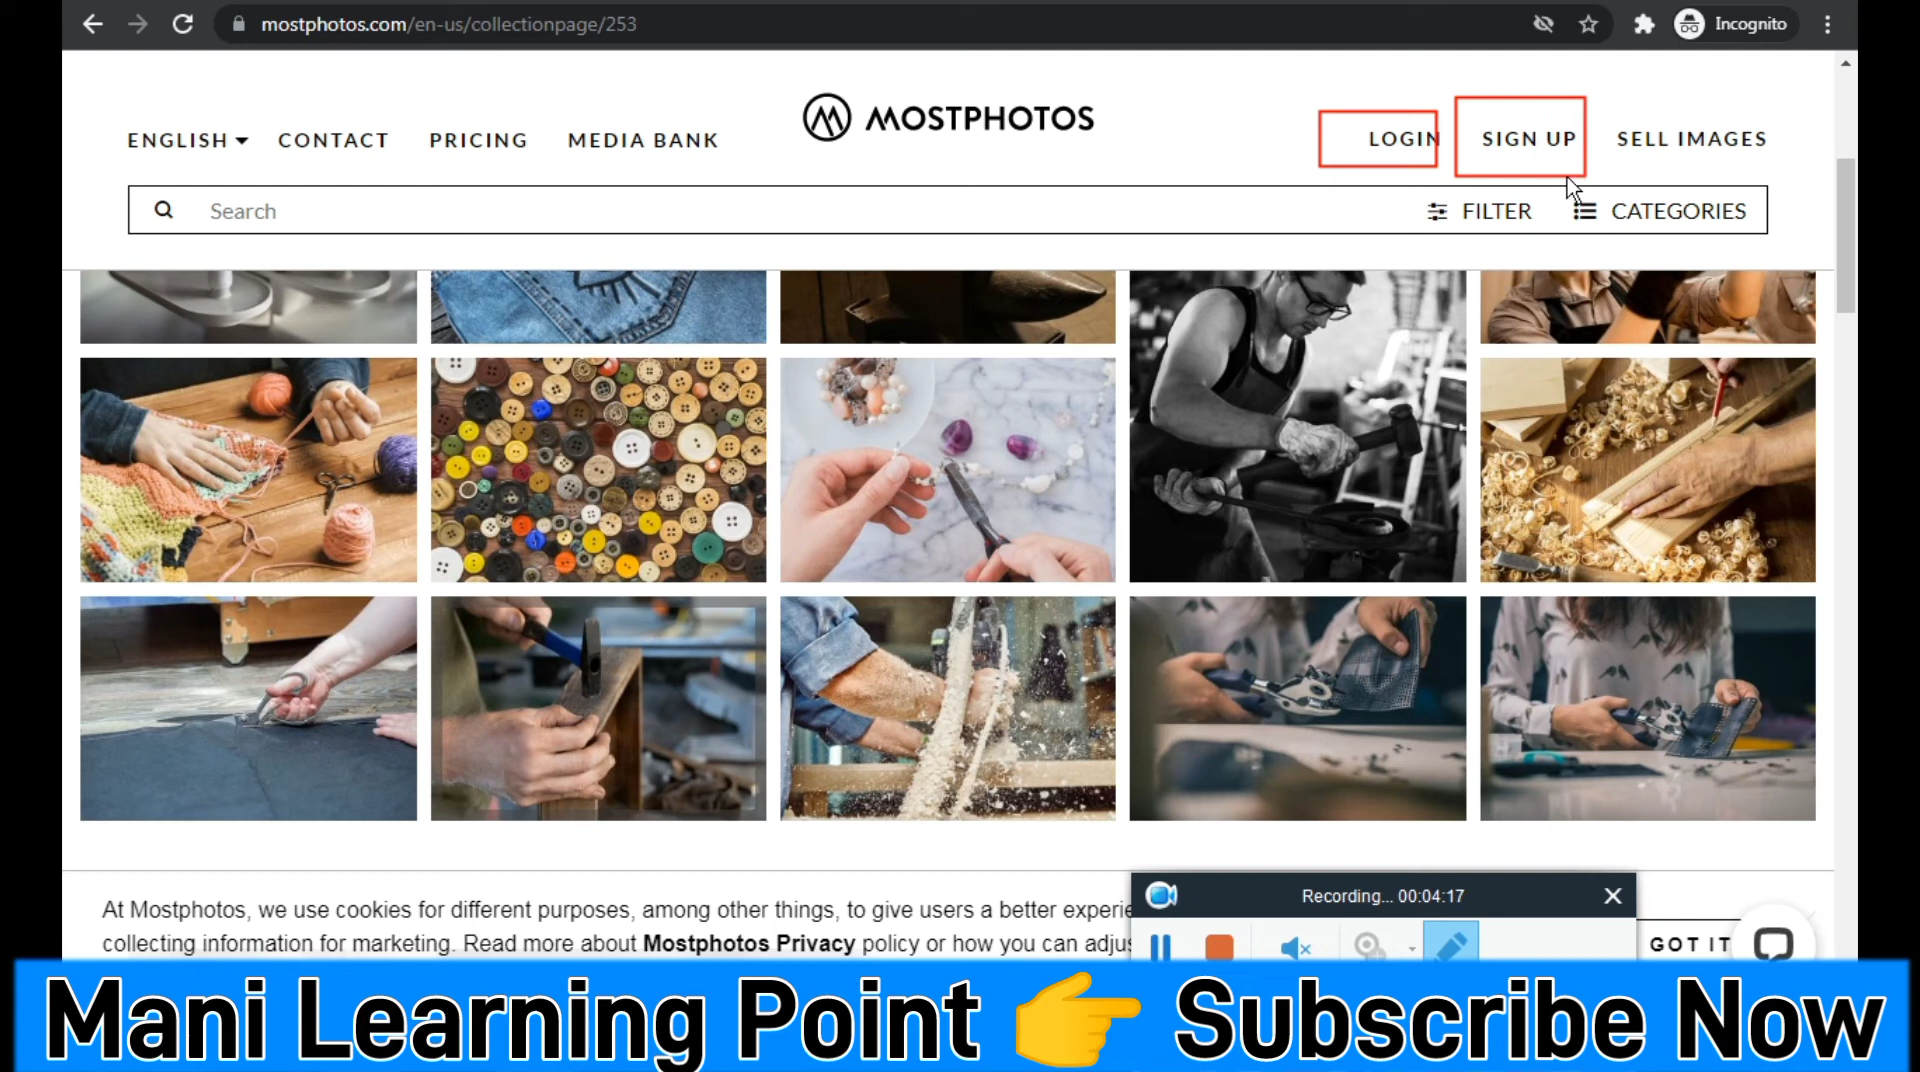 mostphotos.com/en-us/collectionpage/253
Incognito
ENGLISH
CONTACT
PRICING
MEDIA BANK
MOSTPHOTOS
LOGIN
SIGN UP
SELL IMAGES
Search
FILTER
CATEGORIES
At Mostphotos, we use cookies for different purposes, among other things, to give users a better experie
collecting information for marketing. Read more about Mostphotos Privacy policy or how you can adjus
Recording... 00:04:17
GOT IT
Mani Learning Point 👉 Subscribe Now